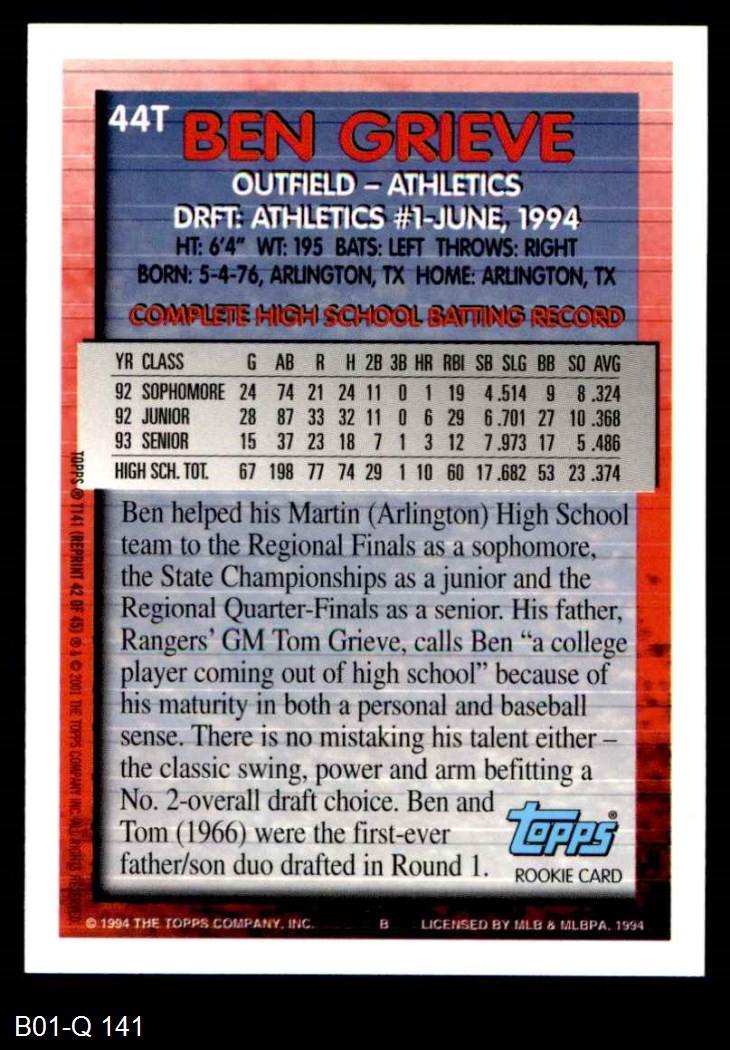 44T
BEN GRIEVE
OUTFIELD – ATHLETICS
DRFT: ATHLETICS #1-JUNE, 1994
HT: 6'4" WT: 195 BATS: LEFT THROWS: RIGHT
BORN: 5-4-76, ARLINGTON, TX HOME: ARLINGTON, TX
COMPLETE HIGH SCHOOL BATTING RECORD
YR CLASS G AB R H 2B 3B HR RBI SB SLG BB SO AVG
92 SOPHOMORE 24 74 21 24 11 0 1 19 4 .514 9 8 .324
92 JUNIOR 28 87 33 32 11 0 6 29 6 .701 27 10 .368
93 SENIOR 15 37 23 18 7 1 3 12 7 .973 17 5 .486
HIGH SCH. TOT. 67 198 77 74 29 1 10 60 17 .682 53 23 .374
Ben helped his Martin (Arlington) High School
team to the Regional Finals as a sophomore,
the State Championships as a junior and the
Regional Quarter-Finals as a senior. His father,
Rangers' GM Tom Grieve, calls Ben “a college
player coming out of high school” because of
his maturity in both a personal and baseball
sense. There is no mistaking his talent either –
the classic swing, power and arm befitting a
No. 2-overall draft choice. Ben and
Tom (1966) were the first-ever
father/son duo drafted in Round 1.
Topps®
ROOKIE CARD
TOPPS ® T141 (REPRINT 42 OF 45) ® & © 2001 THE TOPPS COMPANY INC. ALL RIGHTS RESERVED.
© 1994 THE TOPPS COMPANY, INC. B LICENSED BY MLB & MLBPA, 1994
B01-Q 141